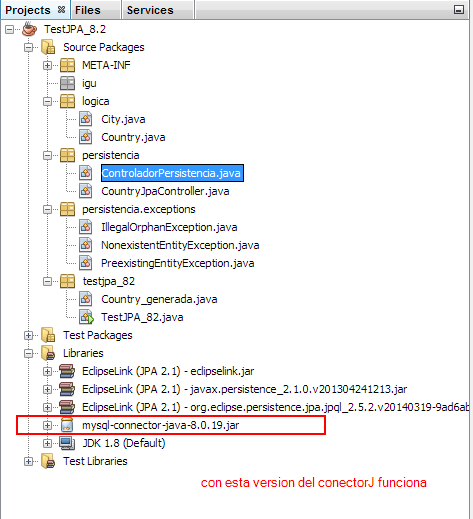 Projects Files Services
TestJPA_8.2
Source Packages
META-INF
igu
logica
City.java
Country.java
persistencia
ControladorPersistencia.java
CountryJpaController.java
persistencia.exceptions
IllegalOrphanException.java
NonexistentEntityException.java
PreexistingEntityException.java
testjpa_82
Country_generada.java
TestJPA_82.java
Test Packages
Libraries
EclipseLink (JPA 2.1) - eclipselink.jar
EclipseLink (JPA 2.1) - javax.persistence_2.1.0.v201304241213.jar
EclipseLink (JPA 2.1) - org.eclipse.persistence.jpa.jpql_2.5.2.v20140319-9ad6ab
mysql-connector-java-8.0.19.jar
JDK 1.8 (Default)
Test Libraries
con esta version del conectorJ funciona